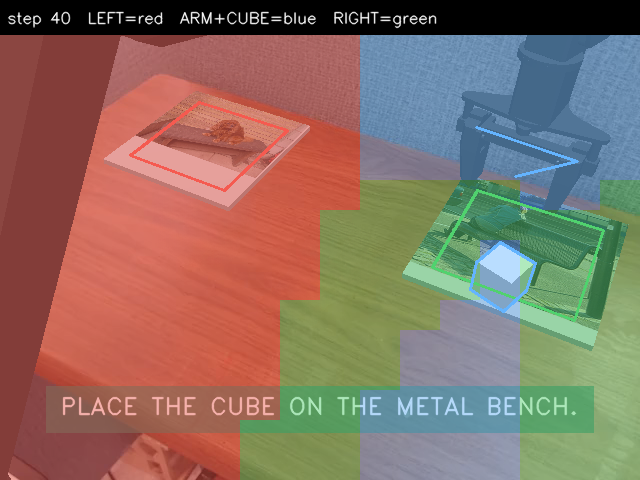 step 40 LEFT=red ARM+CUBE=blue RIGHT=green
PLACE THE CUBE ON THE METAL BENCH.